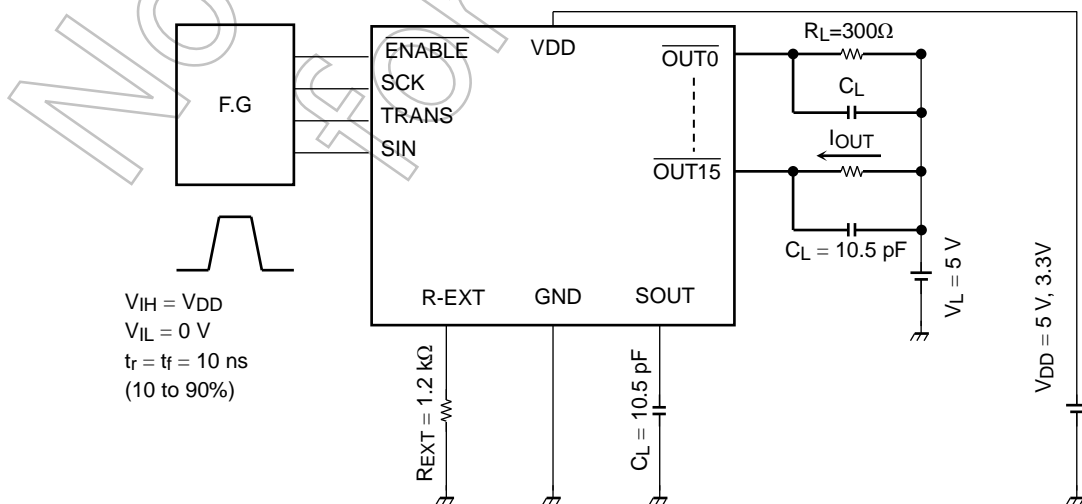 No
for
F.G
ENABLE
SCK
TRANS
SIN
VDD
OUT0
OUT15
R-EXT
GND
SOUT
RL=300Ω
CL
IOUT
CL = 10.5 pF
VL = 5 V
VDD = 5 V, 3.3V
VIH = VDD
VIL = 0 V
tr = tf = 10 ns
(10 to 90%)
REXT = 1.2 kΩ
CL = 10.5 pF